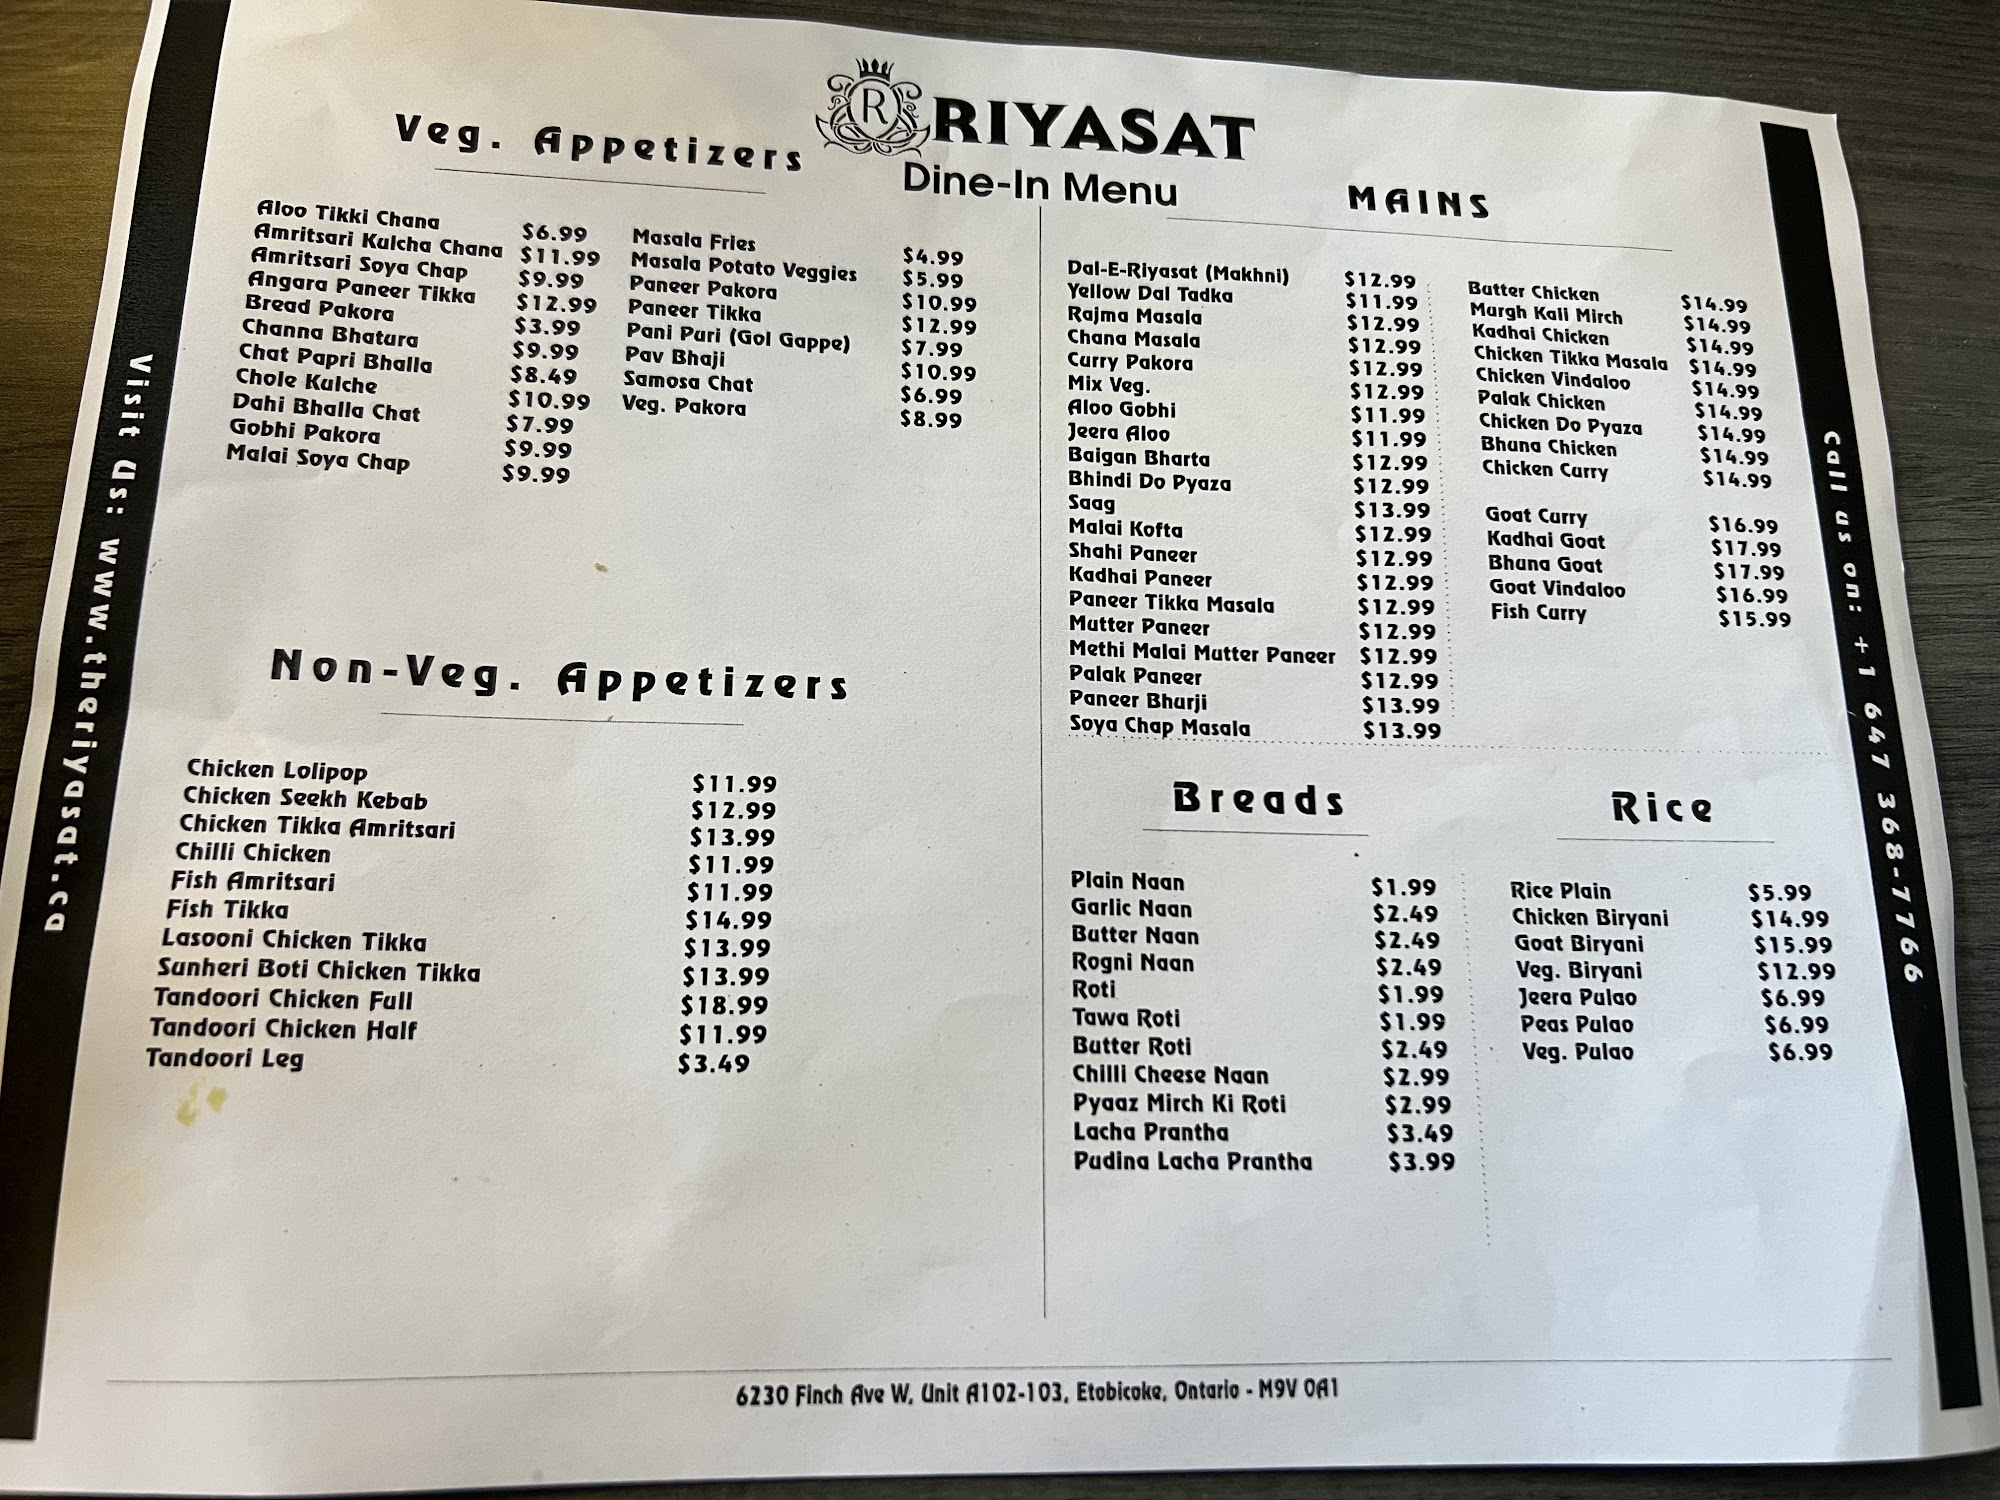 RIYASAT
Dine-In Menu
Veg. Appetizers
Aloo Tikki Chana $6.99
Amritsari Kulcha Chana $11.99
Amritsari Soya Chap $9.99
Angara Paneer Tikka $12.99
Bread Pakora $3.99
Channa Bhatura $9.99
Chat Papri Bhalla $8.49
Chole Kulche $10.99
Dahi Bhalla Chat $7.99
Gobhi Pakora $9.99
Malai Soya Chap $9.99
Masala Fries $4.99
Masala Potato Veggies $5.99
Paneer Pakora $10.99
Paneer Tikka $12.99
Pani Puri (Gol Gappe) $7.99
Pav Bhaji $10.99
Samosa Chat $6.99
Veg. Pakora $8.99
Non-Veg. Appetizers
Chicken Lolipop $11.99
Chicken Seekh Kebab $12.99
Chicken Tikka Amritsari $13.99
Chilli Chicken $11.99
Fish Amritsari $11.99
Fish Tikka $14.99
Lasooni Chicken Tikka $13.99
Sunheri Boti Chicken Tikka $13.99
Tandoori Chicken Full $18.99
Tandoori Chicken Half $11.99
Tandoori Leg $3.49
MAINS
Dal-E-Riyasat (Makhni) $12.99
Yellow Dal Tadka $11.99
Rajma Masala $12.99
Chana Masala $12.99
Curry Pakora $12.99
Mix Veg. $12.99
Aloo Gobhi $11.99
Jeera Aloo $11.99
Baigan Bharta $12.99
Bhindi Do Pyaza $12.99
Saag $13.99
Malai Kofta $12.99
Shahi Paneer $12.99
Kadhai Paneer $12.99
Paneer Tikka Masala $12.99
Mutter Paneer $12.99
Methi Malai Mutter Paneer $12.99
Palak Paneer $12.99
Paneer Bhurji $13.99
Soya Chap Masala $13.99
Butter Chicken $14.99
Murgh Kali Mirch $14.99
Kadhai Chicken $14.99
Chicken Tikka Masala $14.99
Chicken Vindaloo $14.99
Palak Chicken $14.99
Chicken Do Pyaza $14.99
Bhuna Chicken $14.99
Chicken Curry $14.99
Goat Curry $16.99
Kadhai Goat $17.99
Bhuna Goat $17.99
Goat Vindaloo $16.99
Fish Curry $15.99
Breads
Plain Naan $1.99
Garlic Naan $2.49
Butter Naan $2.49
Rogni Naan $2.49
Roti $1.99
Tawa Roti $1.99
Butter Roti $2.49
Chilli Cheese Naan $2.99
Pyaaz Mirch Ki Roti $2.99
Lacha Prantha $3.49
Pudina Lacha Prantha $3.99
Rice
Rice Plain $5.99
Chicken Biryani $14.99
Goat Biryani $15.99
Veg. Biryani $12.99
Jeera Pulao $6.99
Peas Pulao $6.99
Veg. Pulao $6.99
Visit Us: www.theriyasat.ca
Call us on: +1 647 368-7766
6230 Finch Ave W, Unit A102-103, Etobicoke, Ontario - M9V 0A1
R